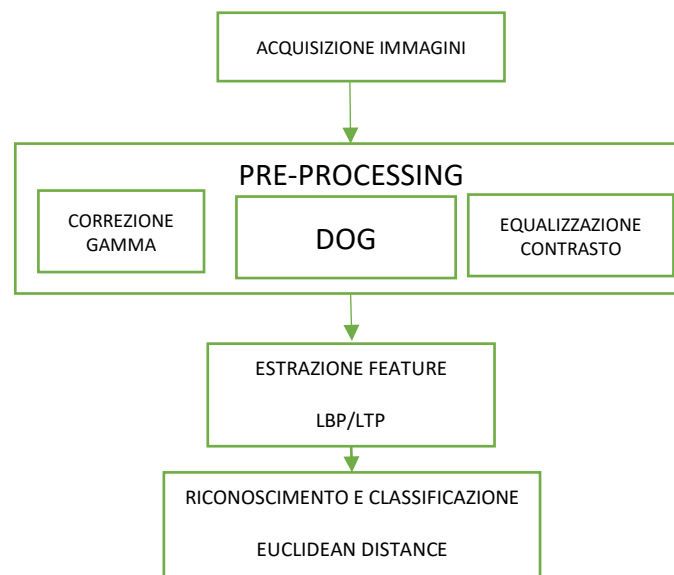 ACQUISIZIONE IMMAGINI
PRE-PROCESSING
CORREZIONE
GAMMA
DOG
EQUALIZZAZIONE
CONTRASTO
ESTRAZIONE FEATURE
LBP/LTP
RICONOSCIMENTO E CLASSIFICAZIONE
EUCLIDEAN DISTANCE